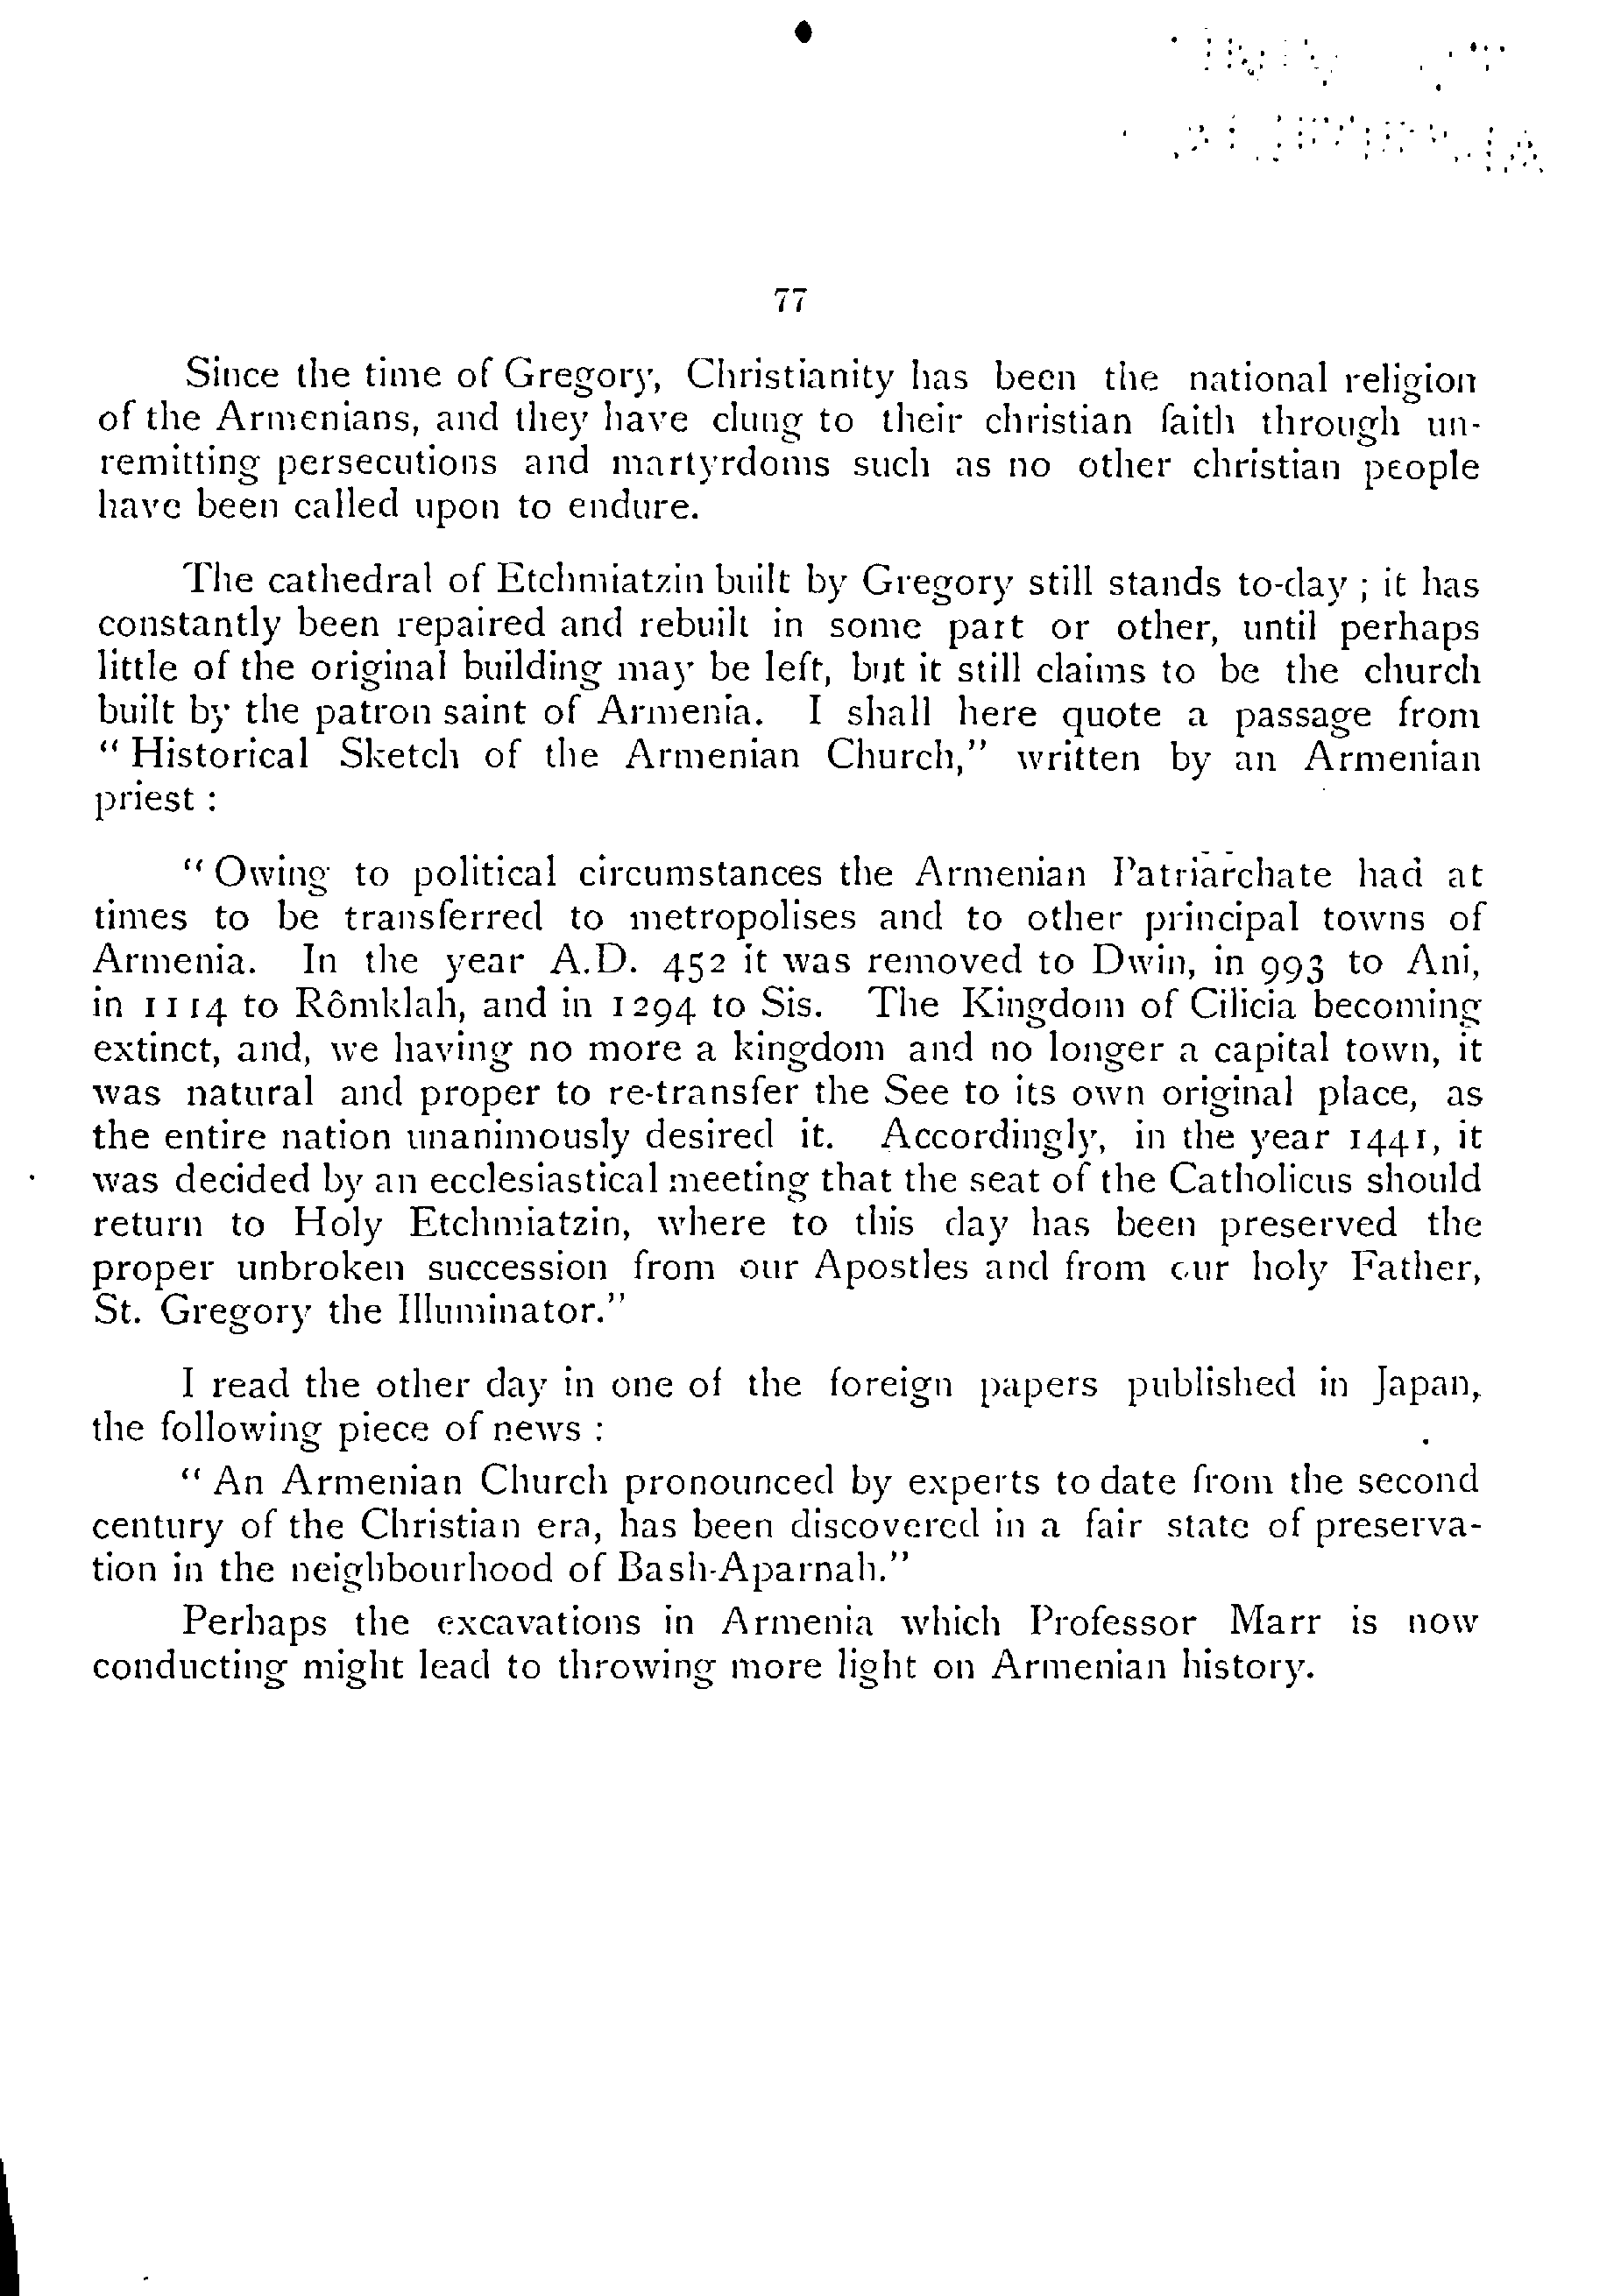 77
Since the time of Gregory, Christianity has been the national religion
of the Armenians, and they have clung to their christian faith through un-
remitting persecutions and martyrdoms such as no other christian people
have been called upon to endure.
The cathedral of Etchmiatzin built by Gregory still stands to-day ; it has
constantly been repaired and rebuilt in some part or other, until perhaps
little of the original building may be left, but it still claims to be the church
built by the patron saint of Armenia. I shall here quote a passage from
" Historical Sketch of the Armenian Church," written by an Armenian
priest :
" Owing to political circumstances the Armenian Patriarchate had at
times to be transferred to metropolises and to other principal towns of
Armenia. In the year A.D. 452 it was removed to Dwin, in 993 to Ani,
in 1114 to Rômklah, and in 1294 to Sis. The Kingdom of Cilicia becoming
extinct, and, we having no more a kingdom and no longer a capital town, it
was natural and proper to re-transfer the See to its own original place, as
the entire nation unanimously desired it. Accordingly, in the year 1441, it
was decided by an ecclesiastical meeting that the seat of the Catholicus should
return to Holy Etchmiatzin, where to this day has been preserved the
proper unbroken succession from our Apostles and from our holy Father,
St. Gregory the Illuminator."
I read the other day in one of the foreign papers published in Japan,
the following piece of news :
" An Armenian Church pronounced by experts to date from the second
century of the Christian era, has been discovered in a fair state of preserva-
tion in the neighbourhood of Bash-Aparnah."
Perhaps the excavations in Armenia which Professor Marr is now
conducting might lead to throwing more light on Armenian history.